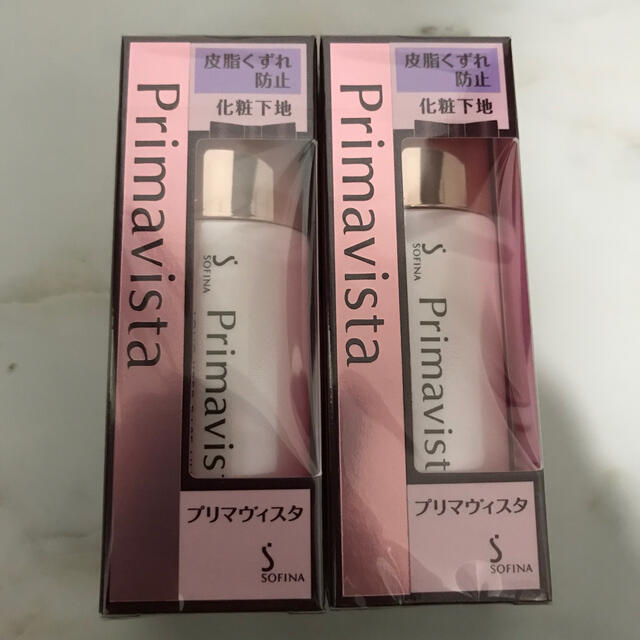 Primavista
皮脂くずれ
防止
化粧下地
S
SOFINA
Primavis
プリマヴィスタ
S
SOFINA
Primavista
皮脂くずれ
防止
化粧下地
S
SOFINA
Primavist
プリマヴィスタ
S
SOFINA